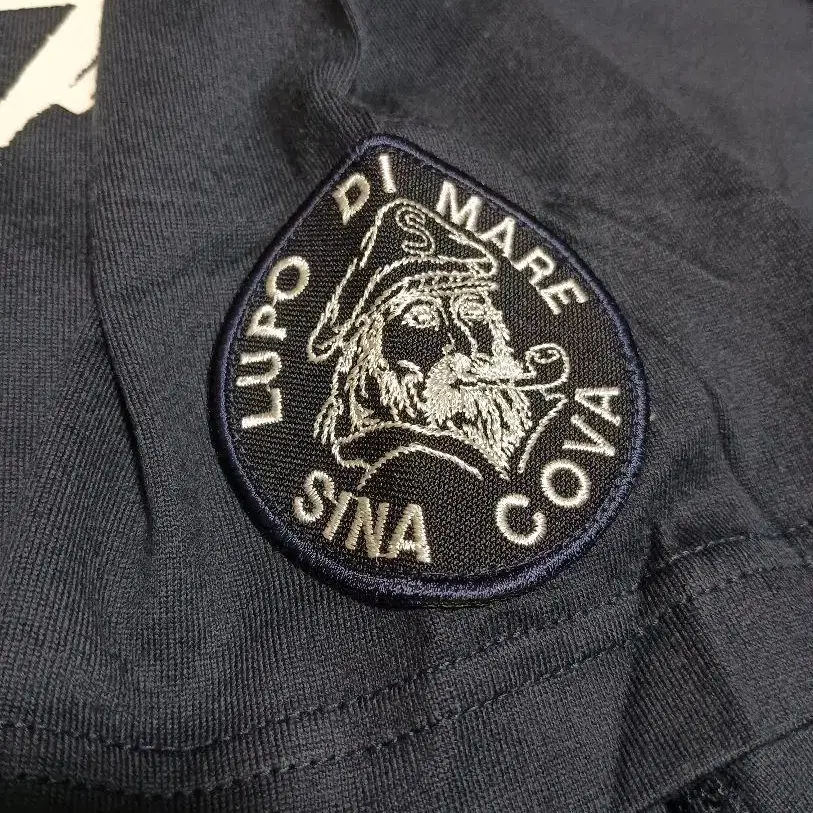 LUPO DI MARE
S
SINA COVA